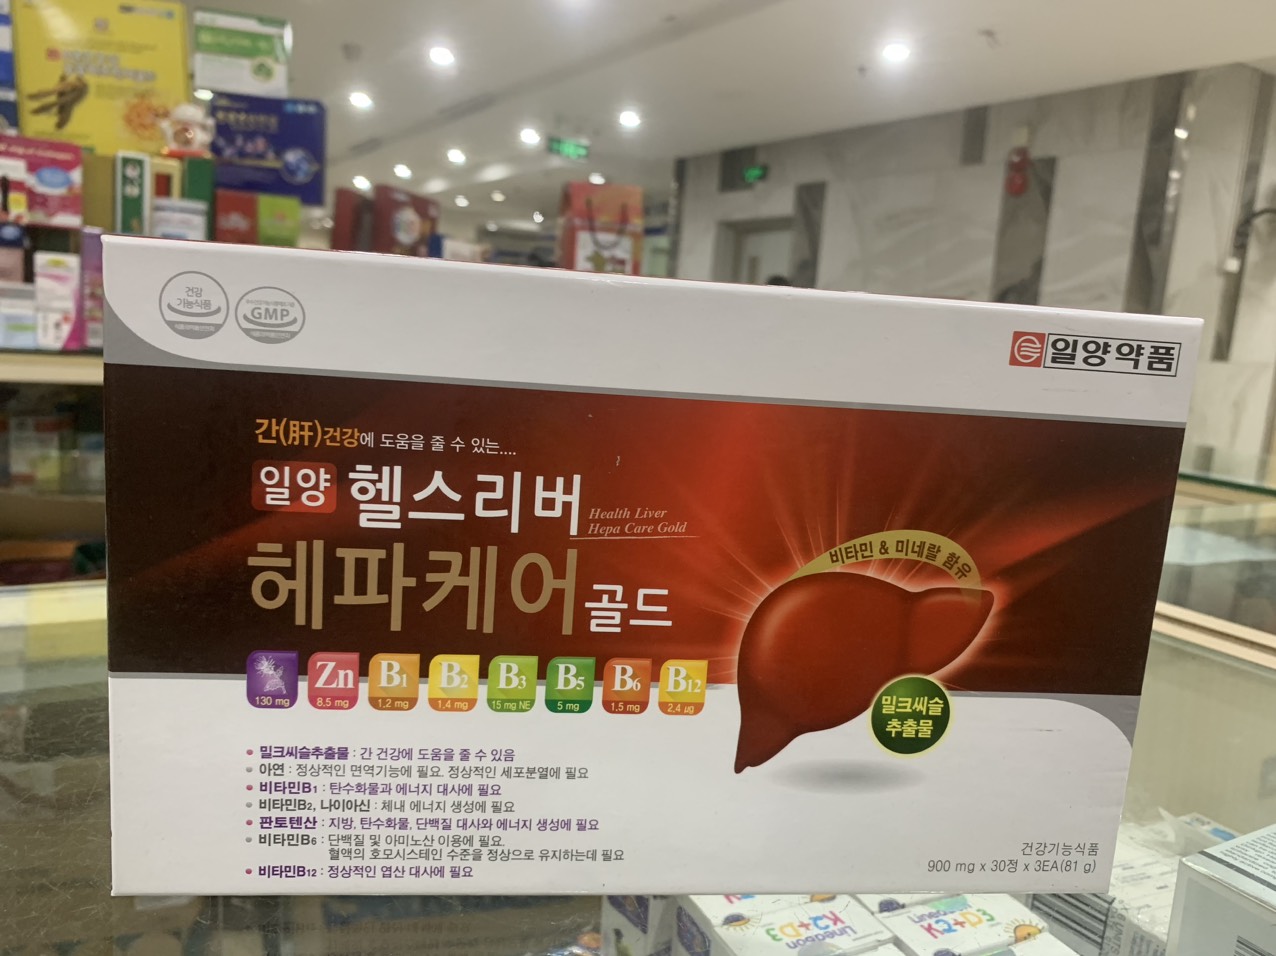 건강
기능식품
GMP
일양약품
간(肝)건강에 도움을 줄 수 있는....
일양 헬스리버
Health Liver
Hepa Care Gold
헤파케어 골드
비타민 & 미네랄 함유
130 mg
Zn
8.5 mg
B1
1.2 mg
B2
1.4 mg
B3
15 mg NE
B5
5 mg
B6
1.5 mg
B12
2.4 μg
밀크씨슬
추출물
• 밀크씨슬추출물 : 간 건강에 도움을 줄 수 있음
• 아연 : 정상적인 면역기능에 필요. 정상적인 세포분열에 필요
• 비타민B1 : 탄수화물과 에너지 대사에 필요
• 비타민B2, 나이아신 : 체내 에너지 생성에 필요
• 판토텐산 : 지방, 탄수화물, 단백질 대사와 에너지 생성에 필요
• 비타민B6 : 단백질 및 아미노산 이용에 필요.
혈액의 호모시스테인 수준을 정상으로 유지하는데 필요
• 비타민B12 : 정상적인 엽산 대사에 필요
건강기능식품
900 mg x 30정 x 3EA(81 g)
Lineabon
K2+D3